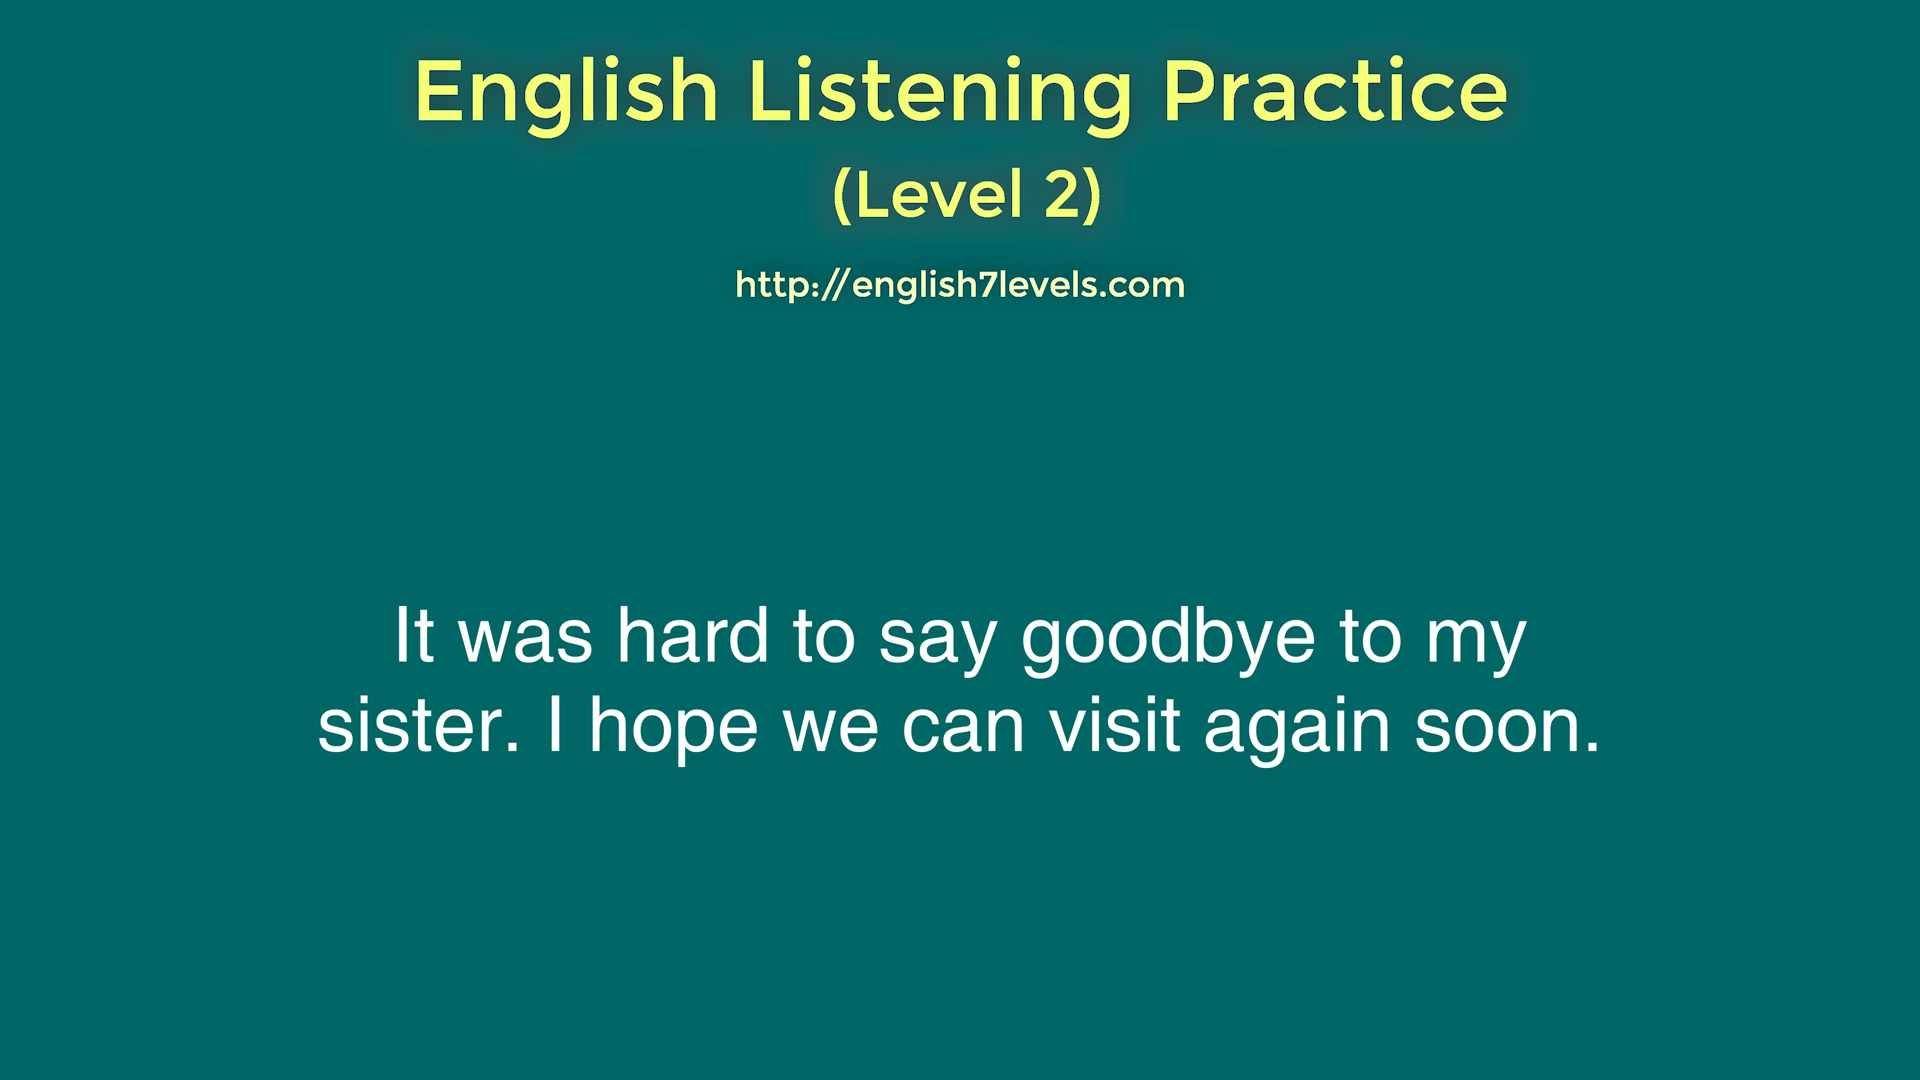 English Listening Practice
(Level 2)
http://english7levels.com
It was hard to say goodbye to my
sister. I hope we can visit again soon.